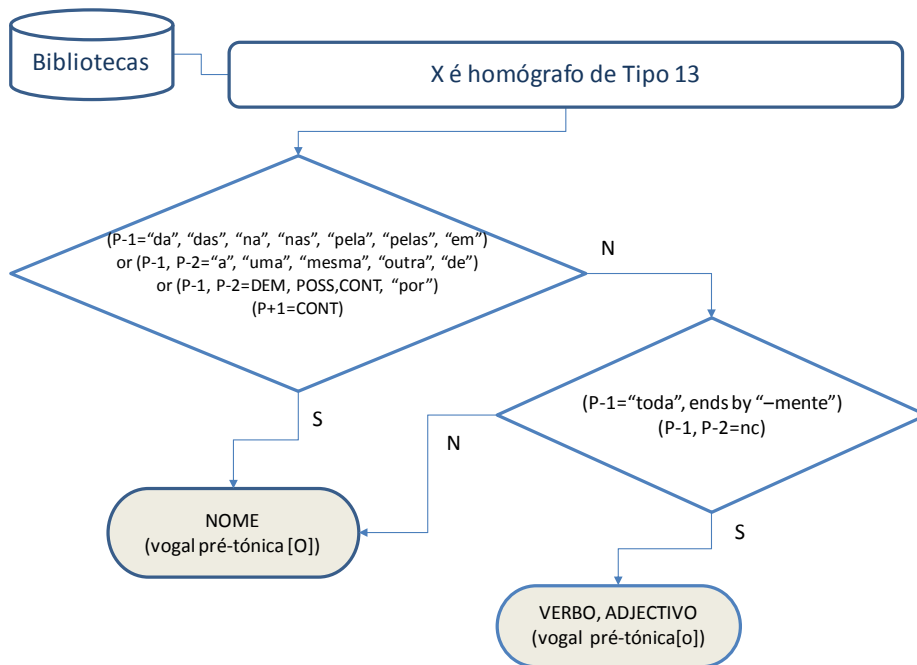 Bibliotecas
X é homógrafo de Tipo 13
(P-1=“da”, “das”, “na”, “nas”, “pela”, “pelas”, “em”)
or (P-1, P-2=“a”, “uma”, “mesma”, “outra”, “de”)
or (P-1, P-2=DEM, POSS,CONT, “por”)
(P+1=CONT)
N
S
(P-1=“toda”, ends by “–mente”)
(P-1, P-2=nc)
N
S
NOME
(vogal pré-tónica [O])
VERBO, ADJECTIVO
(vogal pré-tónica[o])